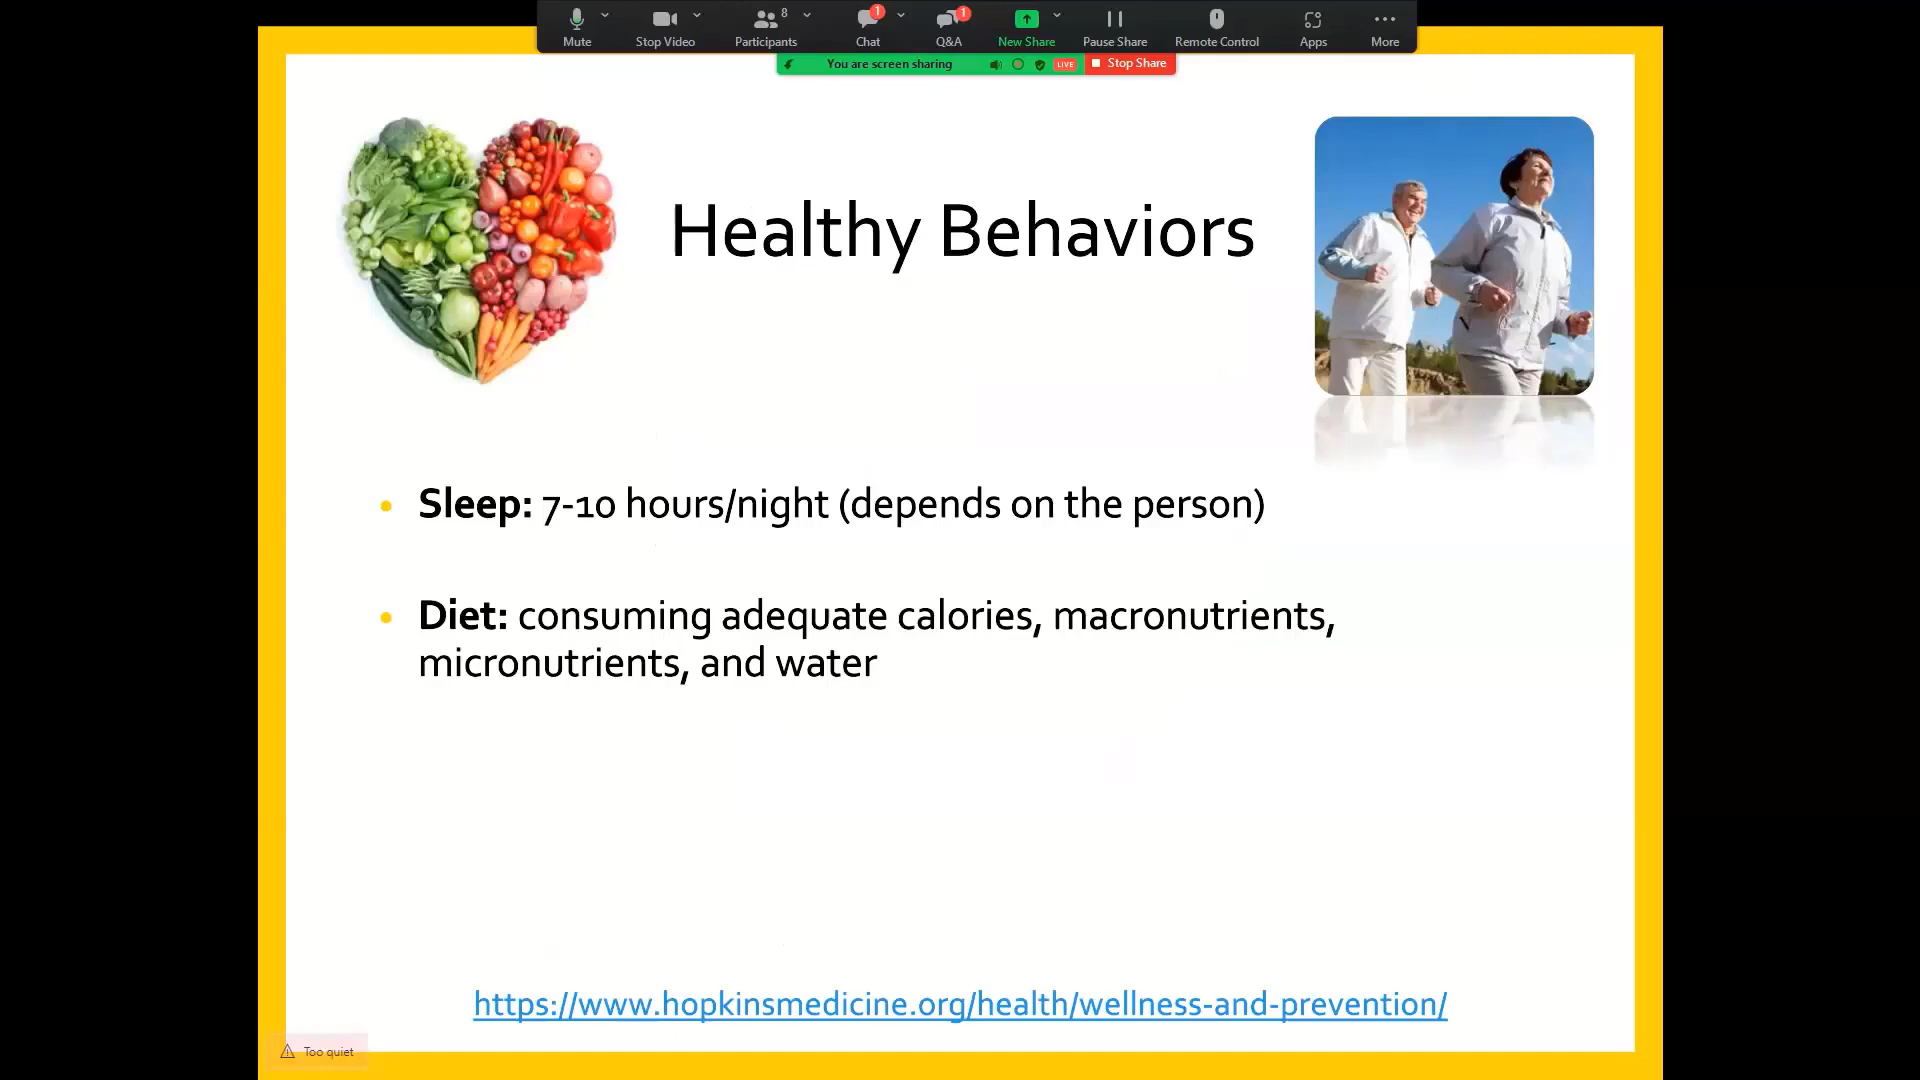 8 1 1
Mute Stop Video Participants Chat Q&A New Share Pause Share Remote Control Apps More
You are screen sharing LIVE Stop Share
Healthy Behaviors
• Sleep: 7-10 hours/night (depends on the person)
• Diet: consuming adequate calories, macronutrients,
micronutrients, and water
https://www.hopkinsmedicine.org/health/wellness-and-prevention/
Too quiet